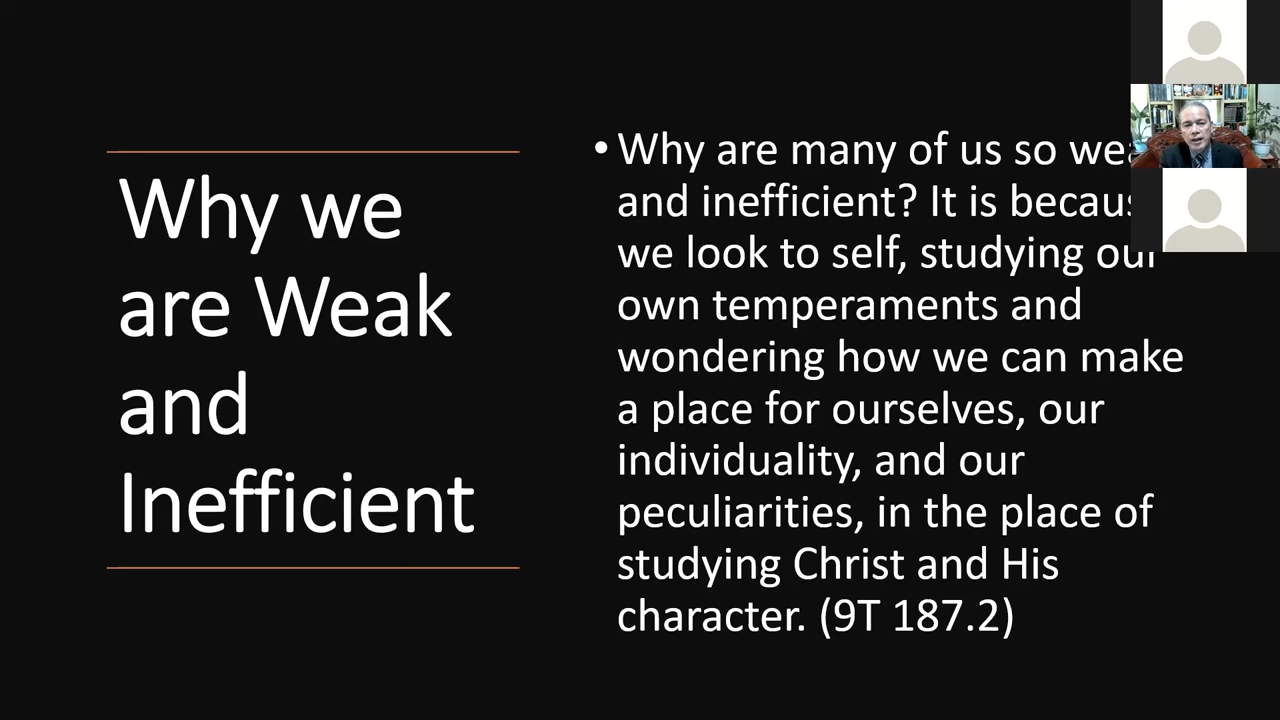 Why we
are Weak
and
Inefficient
• Why are many of us so
and inefficient? It is
we look to self, studying our
own temperaments and
wondering how we can make
a place for ourselves, our
individuality, and our
peculiarities, in the place of
studying Christ and His
character. (9T 187.2)